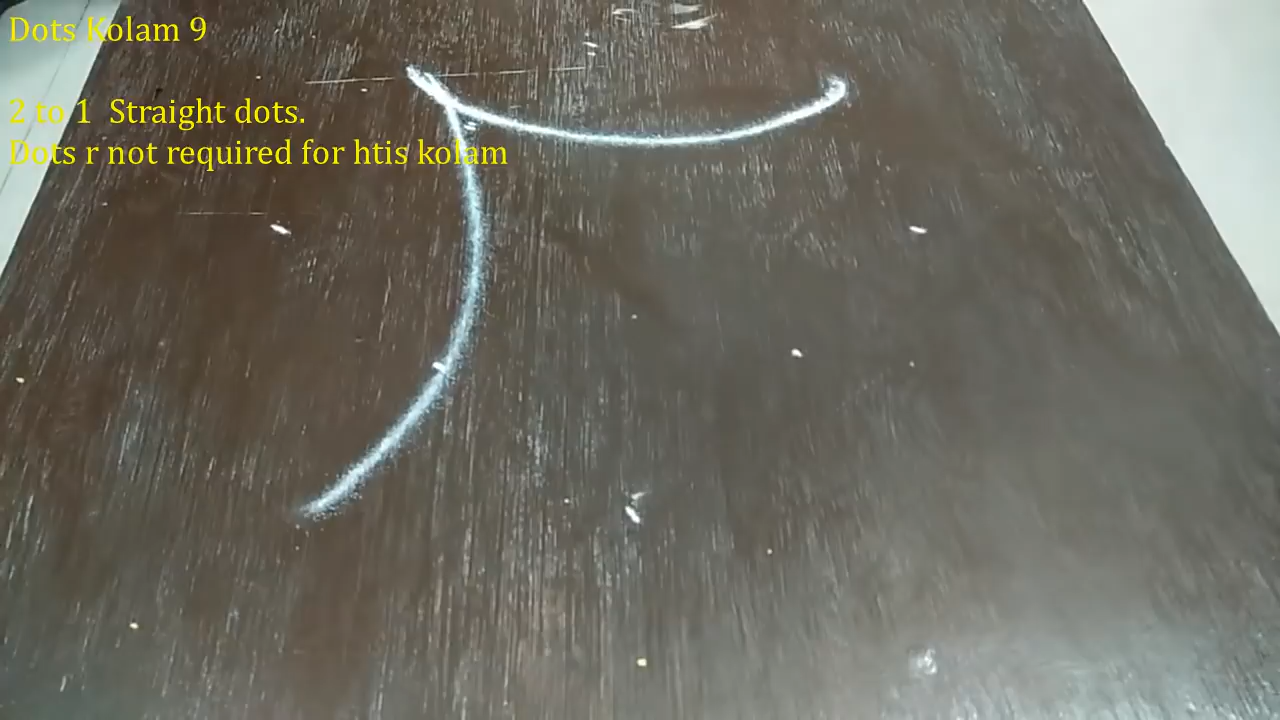 Dots Kolam 9
2 to 1 Straight dots.
Dots r not required for htis kolam